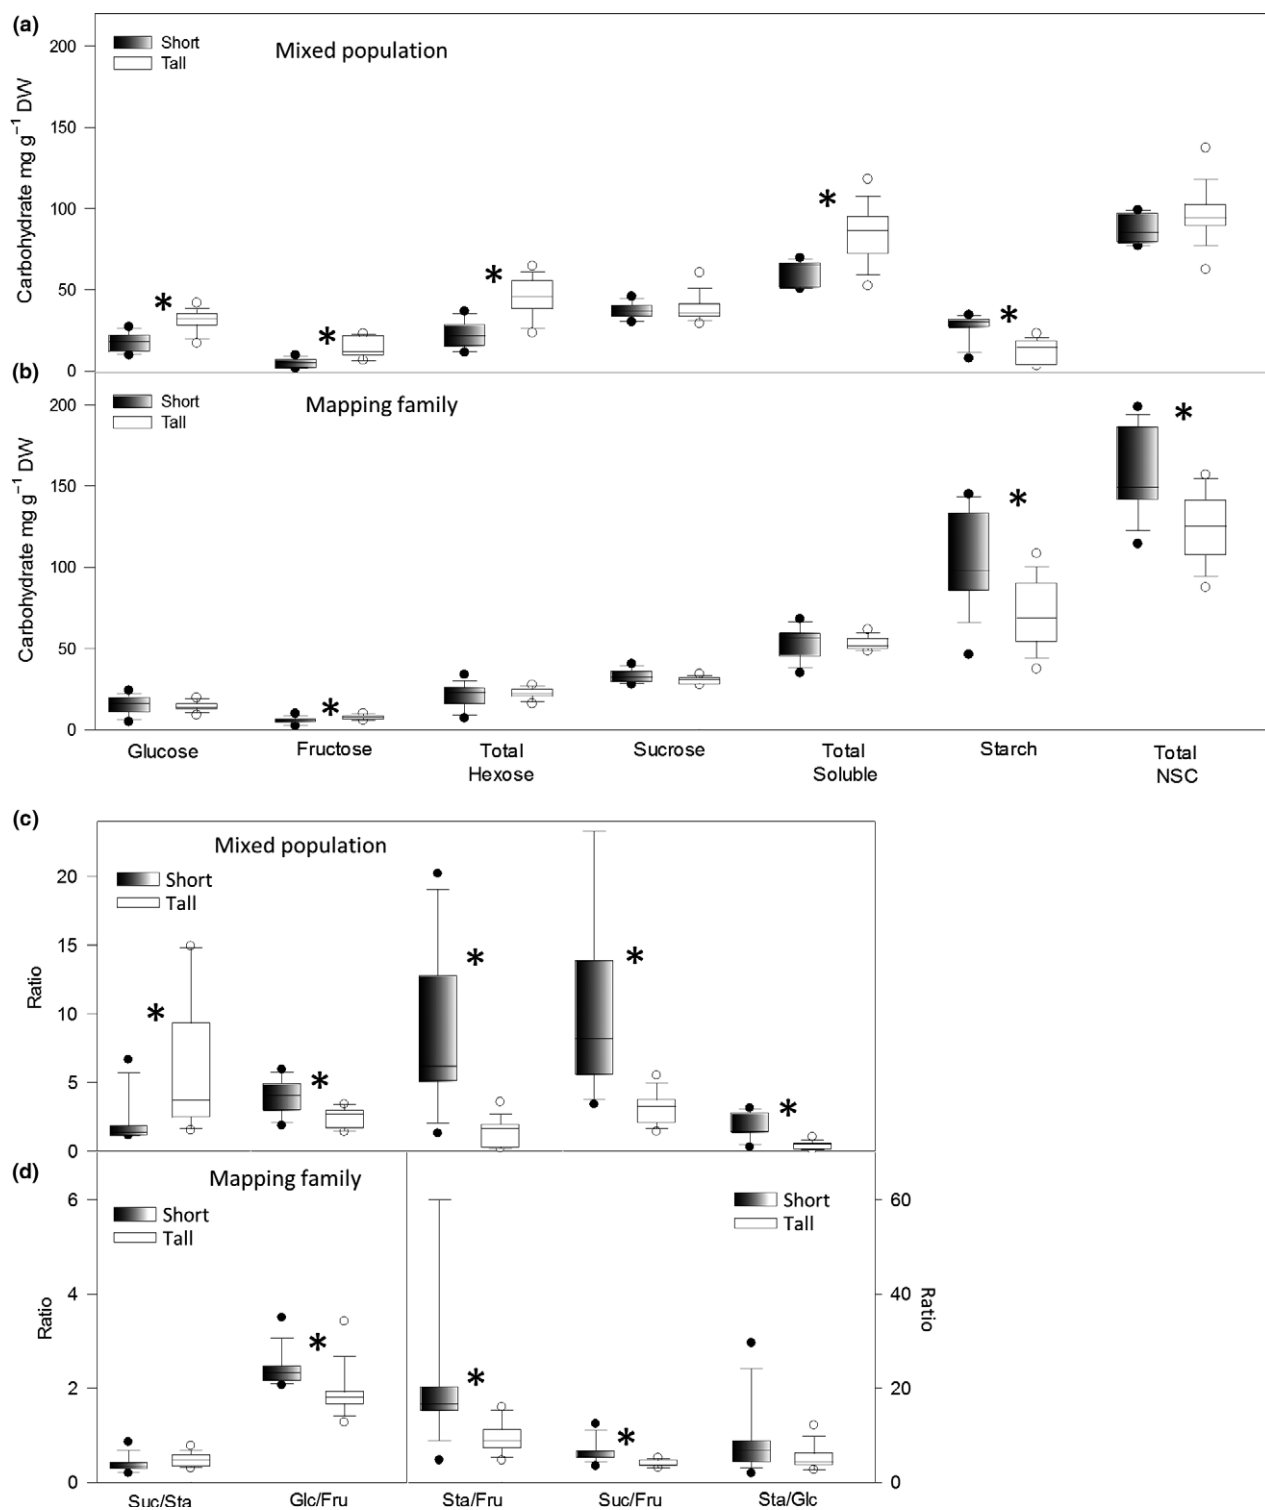 (a)
Short
Tall
Mixed population
Carbohydrate mg g⁻¹ DW
200
150
100
50
0
*
*
*
*
*
(b)
Short
Tall
Mapping family
Carbohydrate mg g⁻¹ DW
200
150
100
50
0
*
*
*
Glucose
Fructose
Total
Hexose
Sucrose
Total
Soluble
Starch
Total
NSC
(c)
Mixed population
Short
Tall
Ratio
20
15
10
5
0
*
*
*
*
*
(d)
Mapping family
Short
Tall
Short
Tall
Ratio
6
4
2
0
*
*
*
60
40
20
0
Ratio
Suc/Sta
Glc/Fru
Sta/Fru
Suc/Fru
Sta/Glc